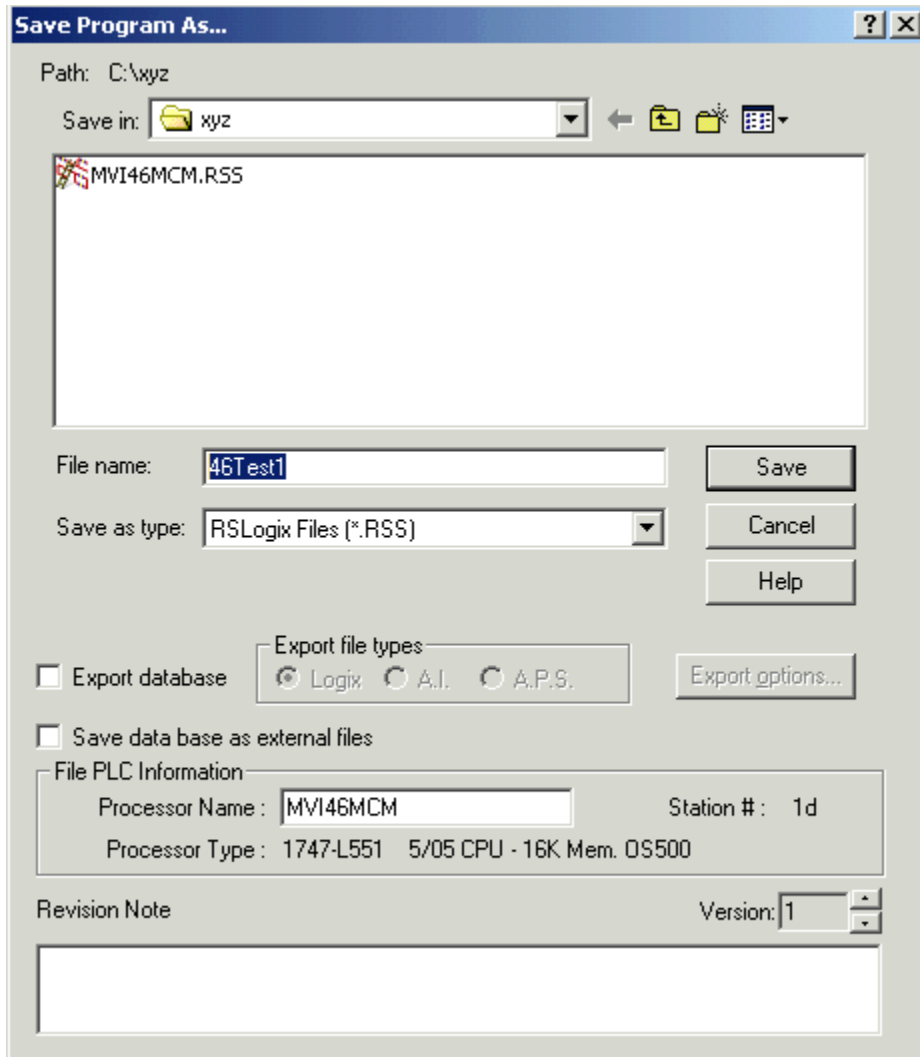 Save Program As...
Path: C:\xyz
Save in: xyz
MVI46MCM.RSS
File name: 46Test1 Save
Save as type: RSLogix Files (*.RSS) Cancel
Help
Export file types
Export database Logix A.I. A.P.S. Export options...
Save data base as external files
File PLC Information
Processor Name : MVI46MCM Station # : 1d
Processor Type : 1747-L551 5/05 CPU - 16K Mem. OS500
Revision Note Version: 1